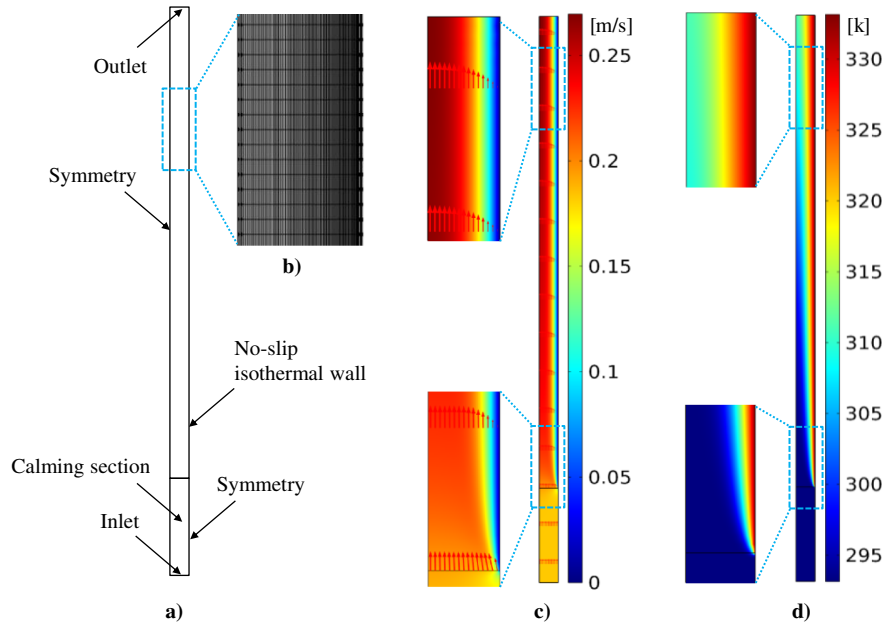 Outlet
Symmetry
b)
No-slip
isothermal wall
Calming section
Symmetry
Inlet
a)
[m/s]
0.25
0.2
0.15
0.1
0.05
0
c)
[k]
330
325
320
315
310
305
300
295
d)